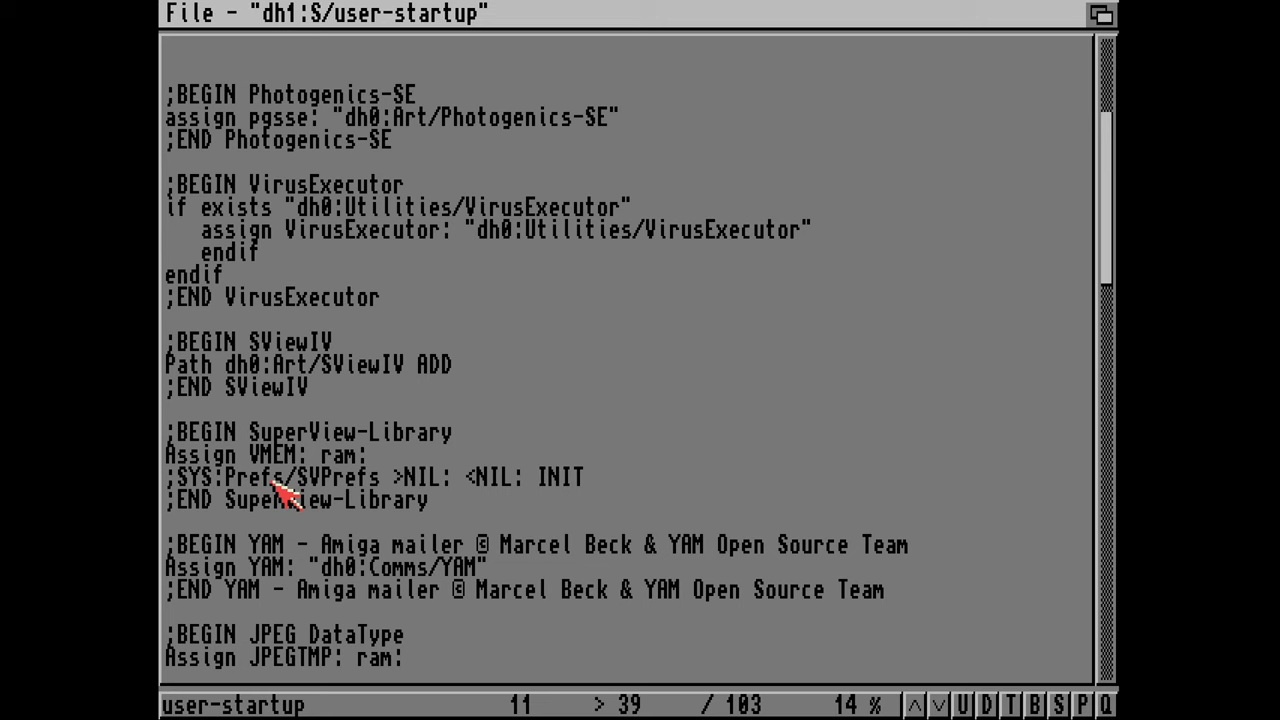 File - "dh1:S/user-startup"
;BEGIN Photogenics-SE
assign pgsse: "dh0:Art/Photogenics-SE"
;END Photogenics-SE
;BEGIN VirusExecutor
if exists "dh0:Utilities/VirusExecutor"
assign VirusExecutor: "dh0:Utilities/VirusExecutor"
endif
endif
;END VirusExecutor
;BEGIN SViewIV
Path dh0:Art/SViewIV ADD
;END SViewIV
;BEGIN SuperView-Library
Assign VMEM: ram:
;SYS:Prefs/SVPrefs >NIL: <NIL: INIT
;END SuperView-Library
;BEGIN YAM - Amiga mailer © Marcel Beck & YAM Open Source Team
Assign YAM: "dh0:Comms/YAM"
;END YAM - Amiga mailer © Marcel Beck & YAM Open Source Team
;BEGIN JPEG DataType
Assign JPEGTMP: ram:
user-startup 11 > 39 / 103 14 % ^ v U D T B S P Q